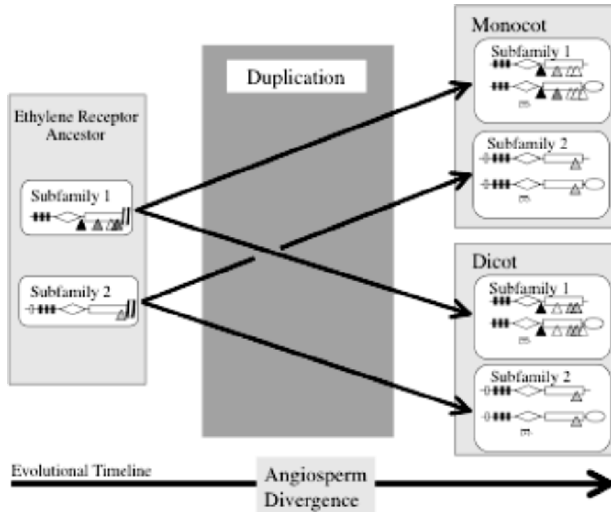 Monocot
Subfamily 1
Duplication
Ethylene Receptor
Ancestor
Subfamily 2
Subfamily 1
Dicot
Subfamily 2
Subfamily 1
Subfamily 2
Evolutional Timeline
Angiosperm
Divergence